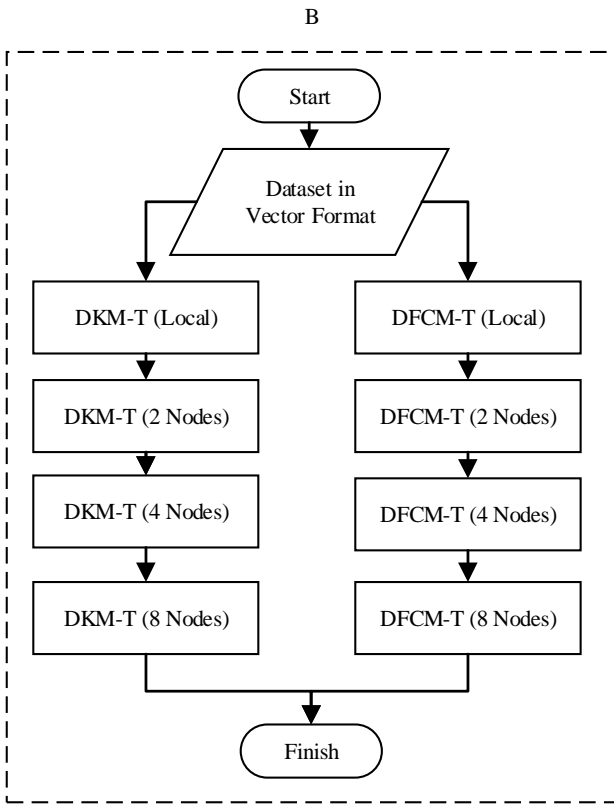 B
Start
Dataset in
Vector Format
DKM-T (Local)
DFCM-T (Local)
DKM-T (2 Nodes)
DFCM-T (2 Nodes)
DKM-T (4 Nodes)
DFCM-T (4 Nodes)
DKM-T (8 Nodes)
DFCM-T (8 Nodes)
Finish